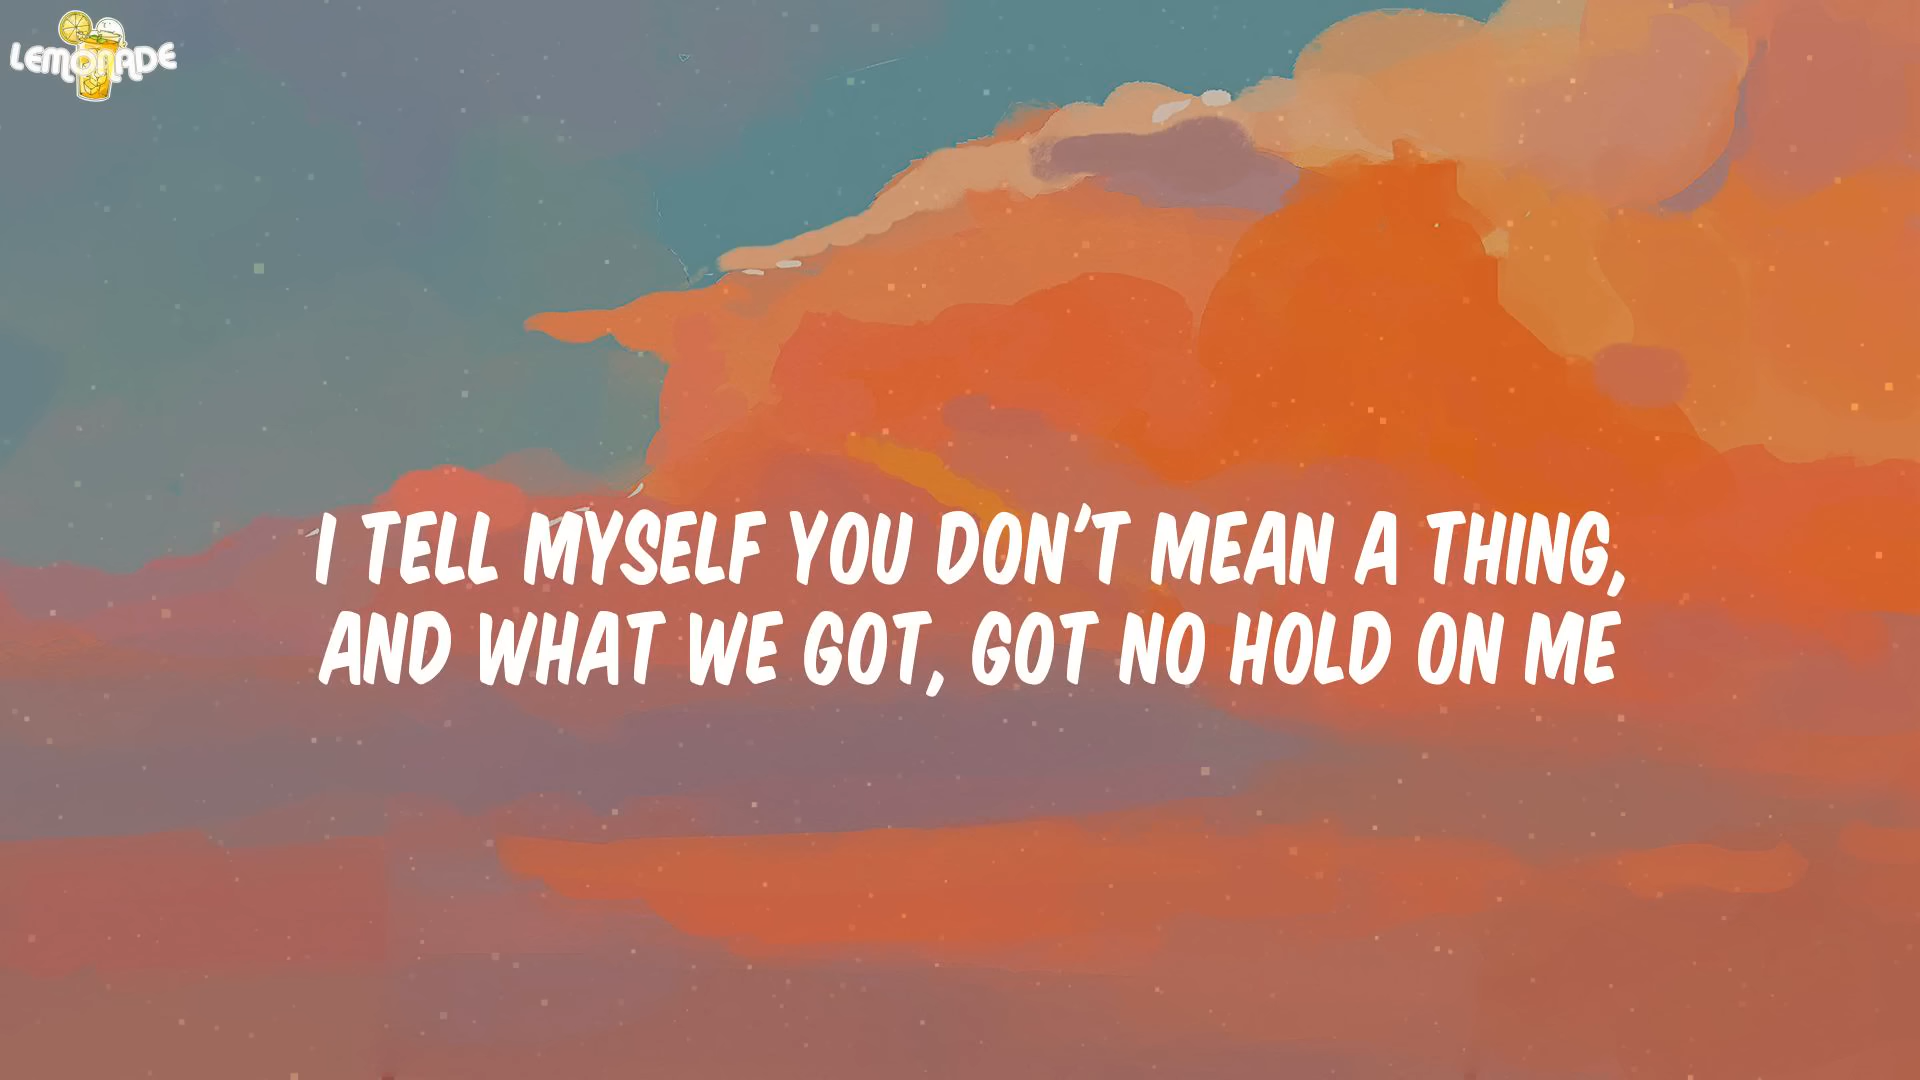 LEMONADE
I TELL MYSELF YOU DON'T MEAN A THING,
AND WHAT WE GOT, GOT NO HOLD ON ME